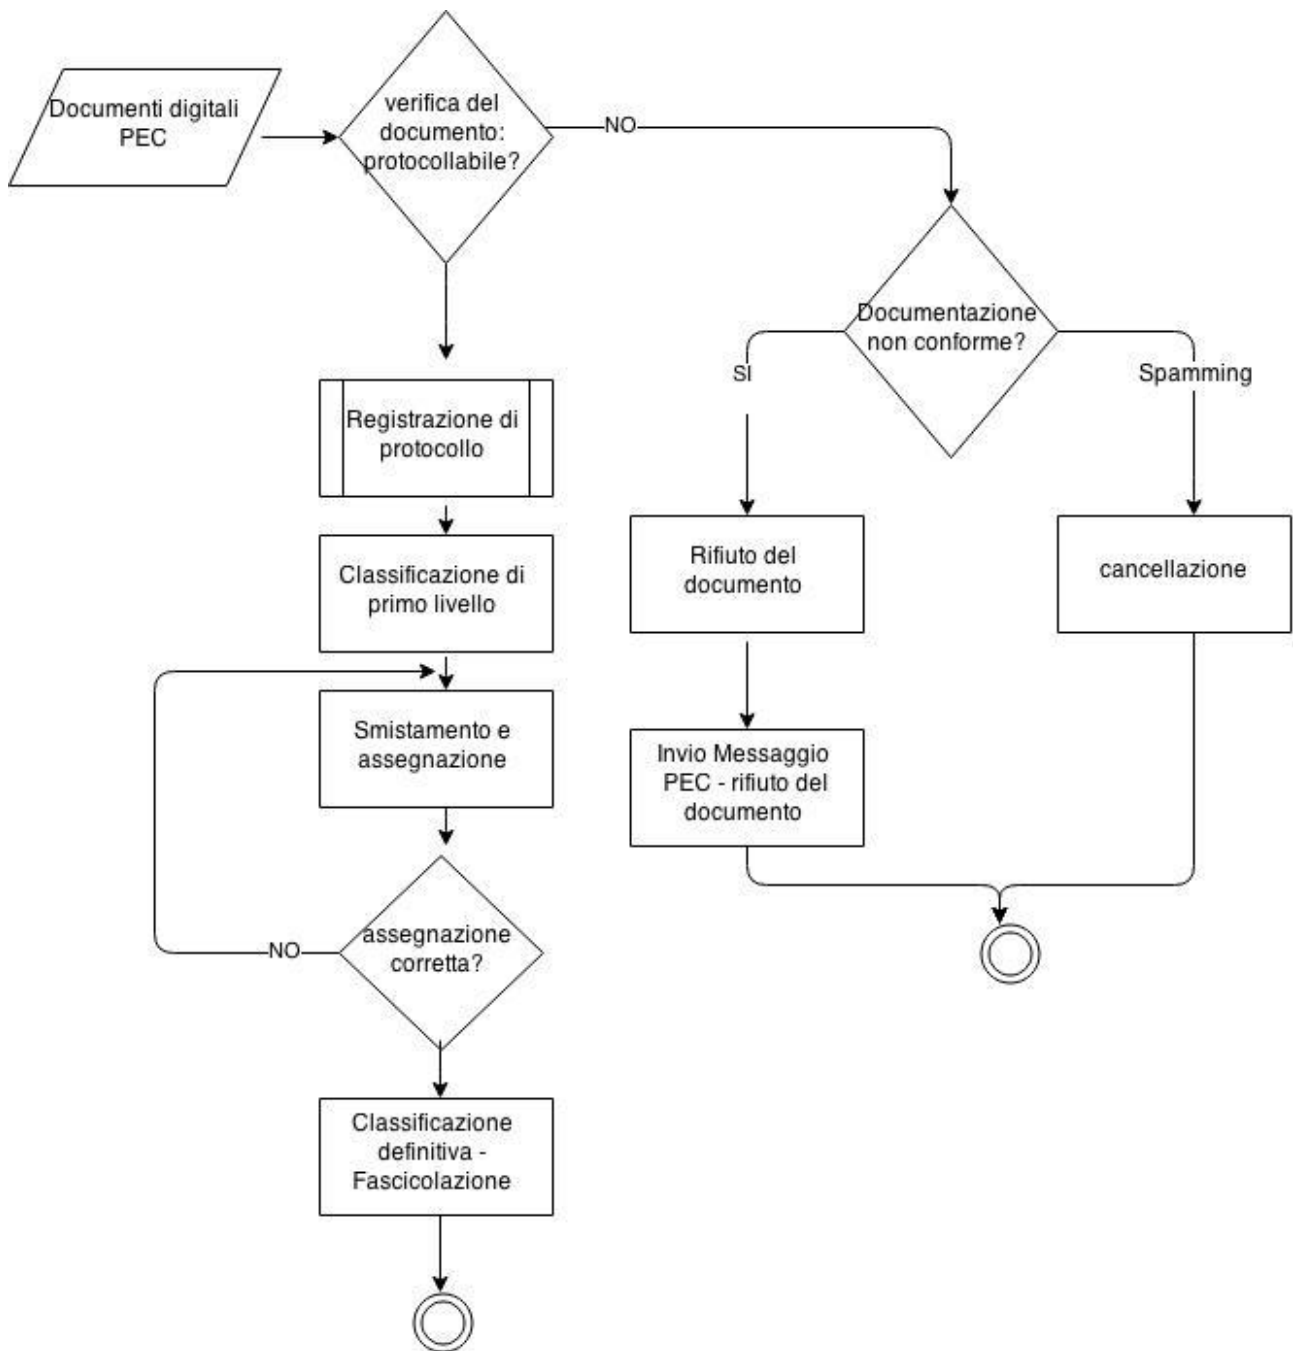 Documenti digitali
PEC
verifica del
documento:
protocollabile?
NO
Documentazione
non conforme?
SI
Spamming
Registrazione di
protocollo
Classificazione di
primo livello
Rifiuto del
documento
cancellazione
Smistamento e
assegnazione
Invio Messaggio
PEC - rifiuto del
documento
assegnazione
corretta?
NO
Classificazione
definitiva -
Fascicolazione